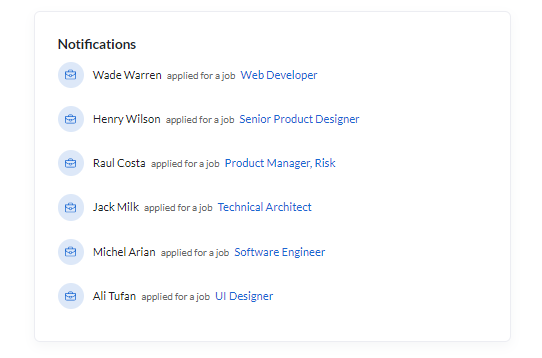 Notifications
Wade Warren applied for a job Web Developer
Henry Wilson applied for a job Senior Product Designer
Raul Costa applied for a job Product Manager, Risk
Jack Milk applied for a job Technical Architect
Michel Arian applied for a job Software Engineer
Ali Tufan applied for a job UI Designer